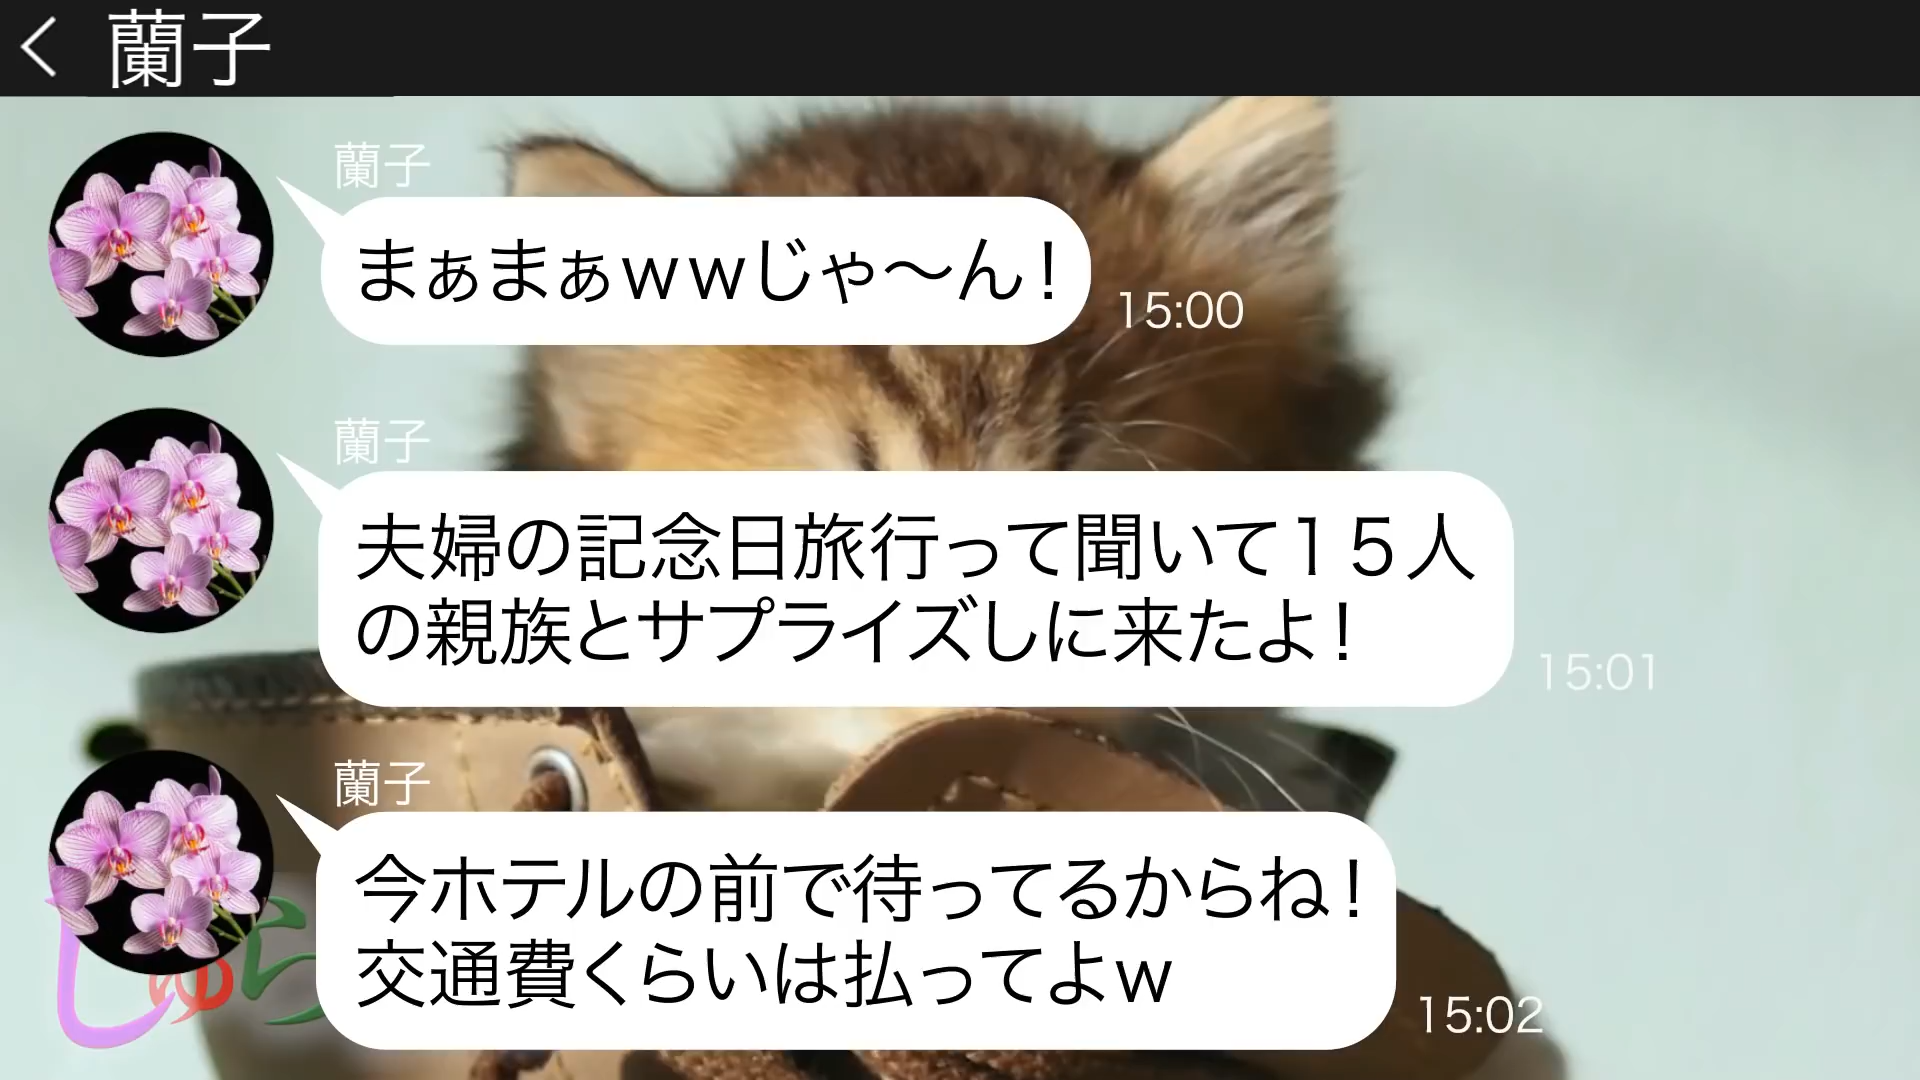 蘭子
蘭子
まぁまぁｗｗじゃ～ん！
15:00
蘭子
夫婦の記念日旅行って聞いて１５人
の親族とサプライズしに来たよ！
15:01
蘭子
今ホテルの前で待ってるからね！
交通費くらいは払ってよｗ
15:02
しゅら